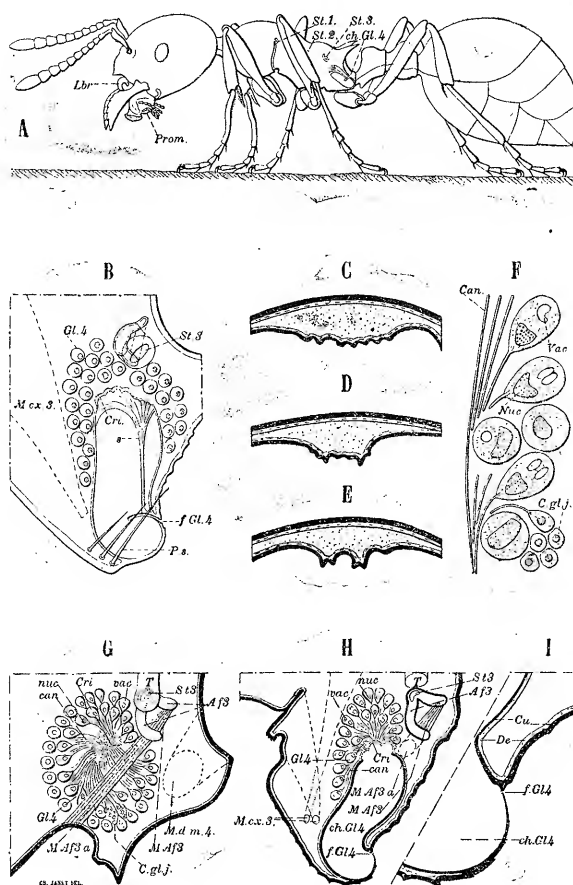 St.1. St.3.
St.2. ch.Gl.4
Lbr
A
Prom.
B
C
F
Gl.4
St.3
Can.
Vac
M.cx.3.
Cri.
s
D
Nuc
E
f.Gl.4
C.gl.j.
P.s.
G
H
I
nuc Cri vac
can
T
St3
Af3
nuc
vac
T
St3
Af3
Cu
De
Gl4
Cri
can
M.Af3a
M.Af3
f.Gl4
Gl4
M.d.m.4.
M.cx.3.
ch.Gl4
ch.Gl4
M.Af3a
M.Af3
C.gl.j.
f.Gl4
CH. JANET DEL.